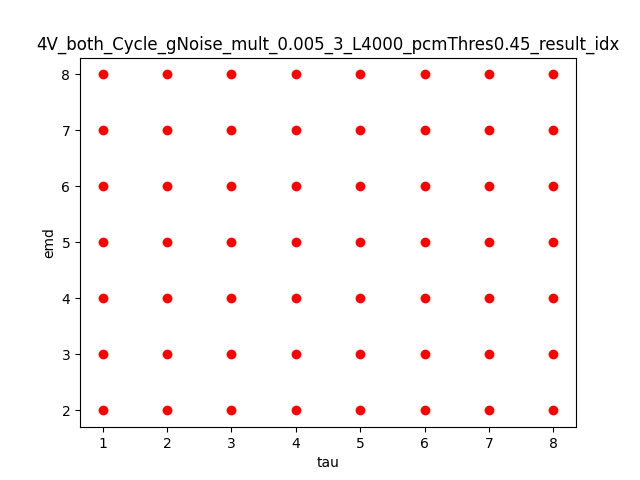 4V_both_Cycle_gNoise_mult_0.005_3_L4000_pcmThres0.45_result_idx
8
7
6
5
4
3
2
emd
1 2 3 4 5 6 7 8
tau